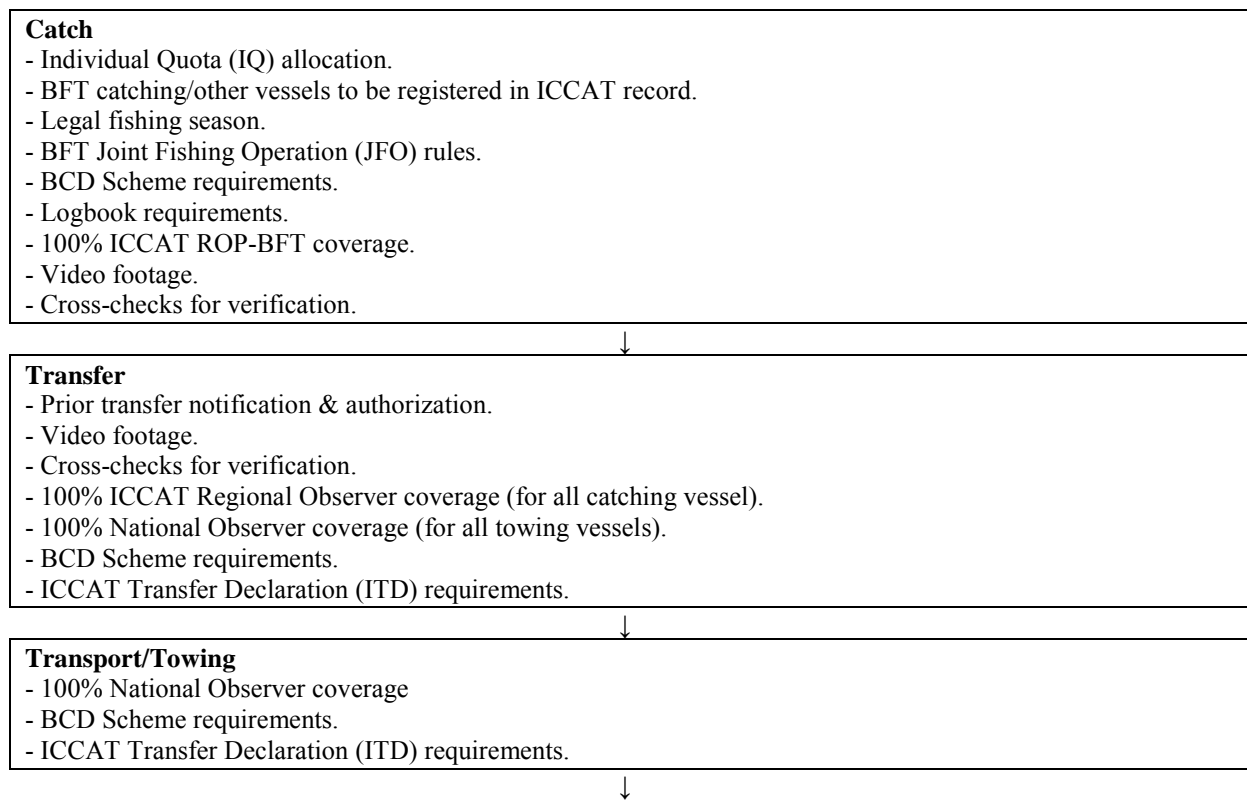 Catch
- Individual Quota (IQ) allocation.
- BFT catching/other vessels to be registered in ICCAT record.
- Legal fishing season.
- BFT Joint Fishing Operation (JFO) rules.
- BCD Scheme requirements.
- Logbook requirements.
- 100% ICCAT ROP-BFT coverage.
- Video footage.
- Cross-checks for verification.
↓
Transfer
- Prior transfer notification & authorization.
- Video footage.
- Cross-checks for verification.
- 100% ICCAT Regional Observer coverage (for all catching vessel).
- 100% National Observer coverage (for all towing vessels).
- BCD Scheme requirements.
- ICCAT Transfer Declaration (ITD) requirements.
↓
Transport/Towing
- 100% National Observer coverage
- BCD Scheme requirements.
- ICCAT Transfer Declaration (ITD) requirements.
↓